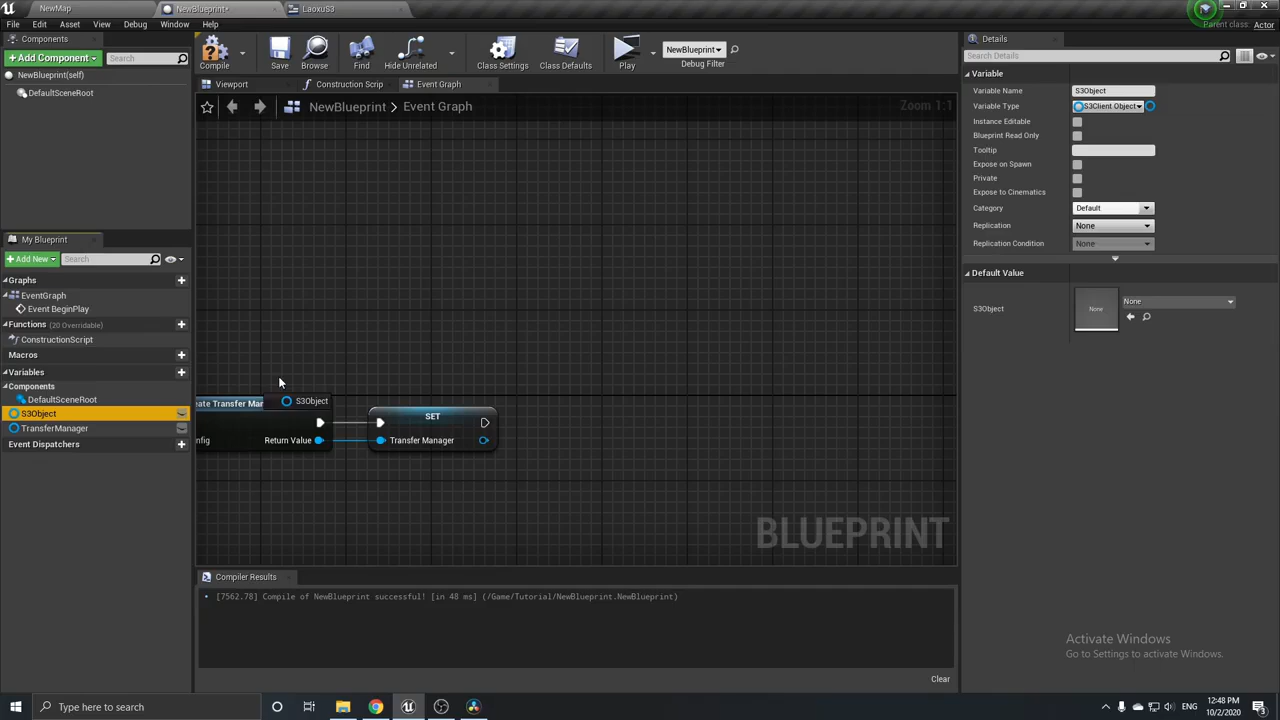 NewMap
NewBlueprint*
LaoxuS3
File
Edit
Asset
View
Debug
Window
Help
Parent class: Actor
Components
+ Add Component
Search
NewBlueprint(self)
DefaultSceneRoot
Compile
Save
Browse
Find
Hide Unrelated
Class Settings
Class Defaults
Play
NewBlueprint
Debug Filter
Viewport
Construction Scrip
Event Graph
NewBlueprint > Event Graph
Zoom 1:1
My Blueprint
+ Add New
Search
Graphs
EventGraph
Event BeginPlay
Functions (20 Overridable)
ConstructionScript
Macros
Variables
Components
DefaultSceneRoot
S3Object
TransferManager
Event Dispatchers
eate Transfer Mar
S3Object
nfig
Return Value
SET
Transfer Manager
BLUEPRINT
Compiler Results
• [7562.78] Compile of NewBlueprint successful! [in 48 ms] (/Game/Tutorial/NewBlueprint.NewBlueprint)
Clear
Details
Search Details
Variable
Variable Name S3Object
Variable Type S3Client Object
Instance Editable
Blueprint Read Only
Tooltip
Expose on Spawn
Private
Expose to Cinematics
Category Default
Replication None
Replication Condition None
Default Value
S3Object None None
Activate Windows
Go to Settings to activate Windows.
Type here to search
12:48 PM
10/2/2020
3